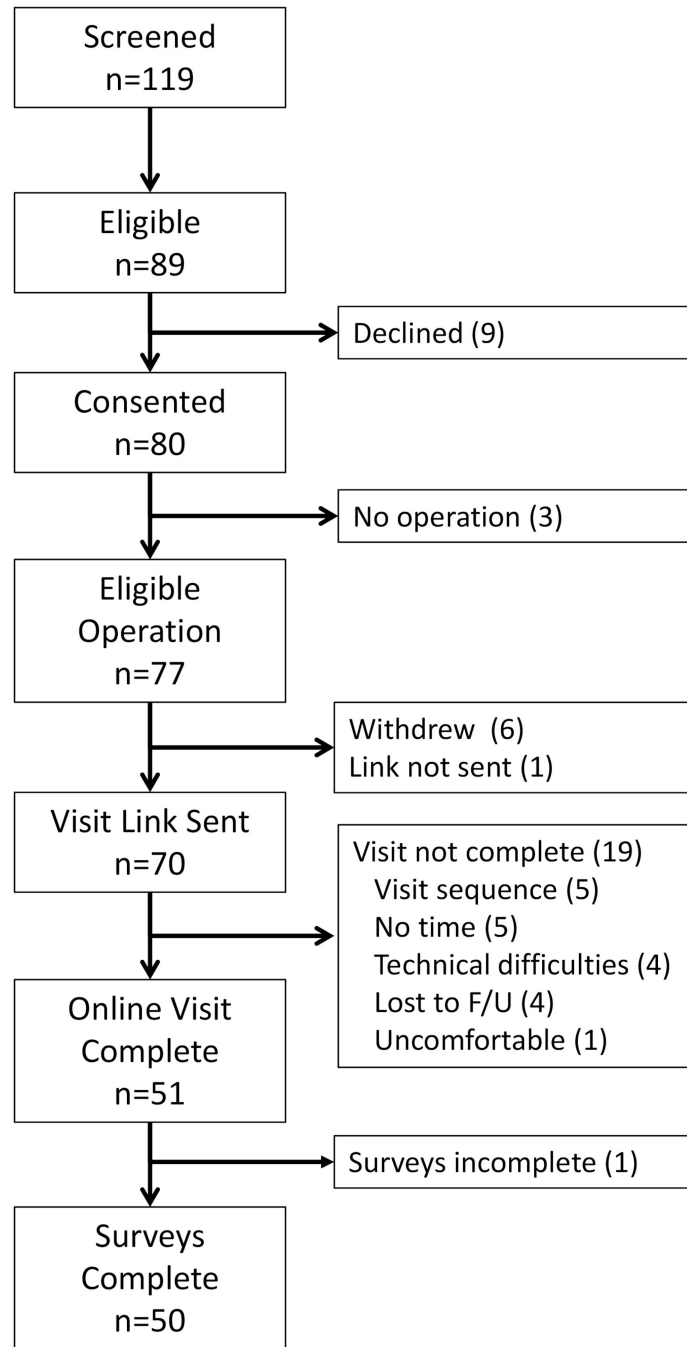 Screened
n=119
Eligible
n=89
Declined (9)
Consented
n=80
No operation (3)
Eligible
Operation
n=77
Withdrew  (6)
Link not sent (1)
Visit Link Sent
n=70
Visit not complete (19)
Visit sequence (5)
No time (5)
Technical difficulties (4)
Lost to F/U (4)
Uncomfortable (1)
Online Visit
Complete
n=51
Surveys incomplete (1)
Surveys
Complete
n=50